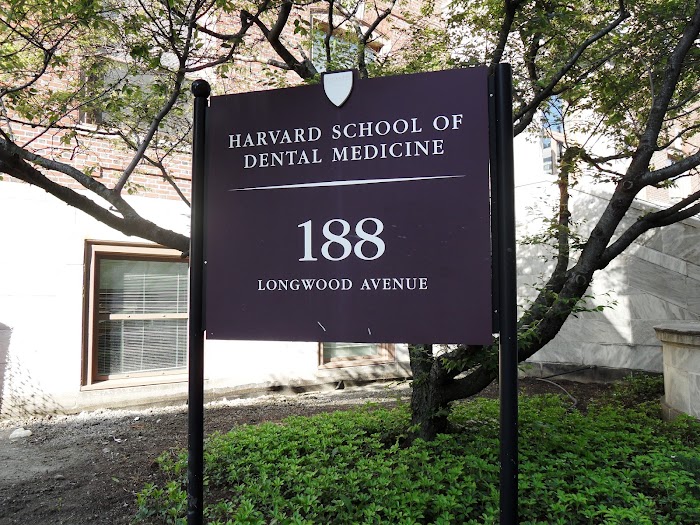 HARVARD SCHOOL OF
DENTAL MEDICINE
188
LONGWOOD AVENUE